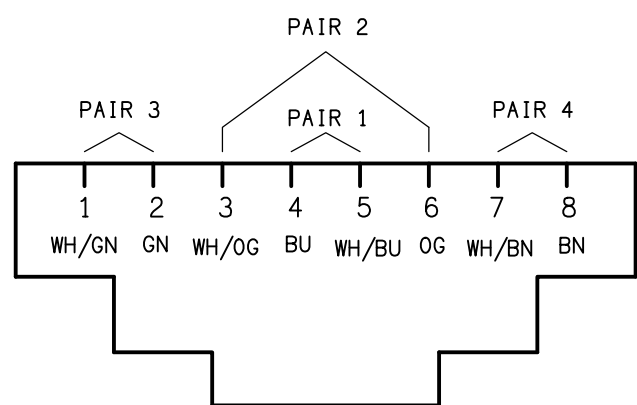 PAIR 2
PAIR 3
PAIR 1
PAIR 4
1 2 3 4 5 6 7 8
WH/GN GN WH/OG BU WH/BU OG WH/BN BN